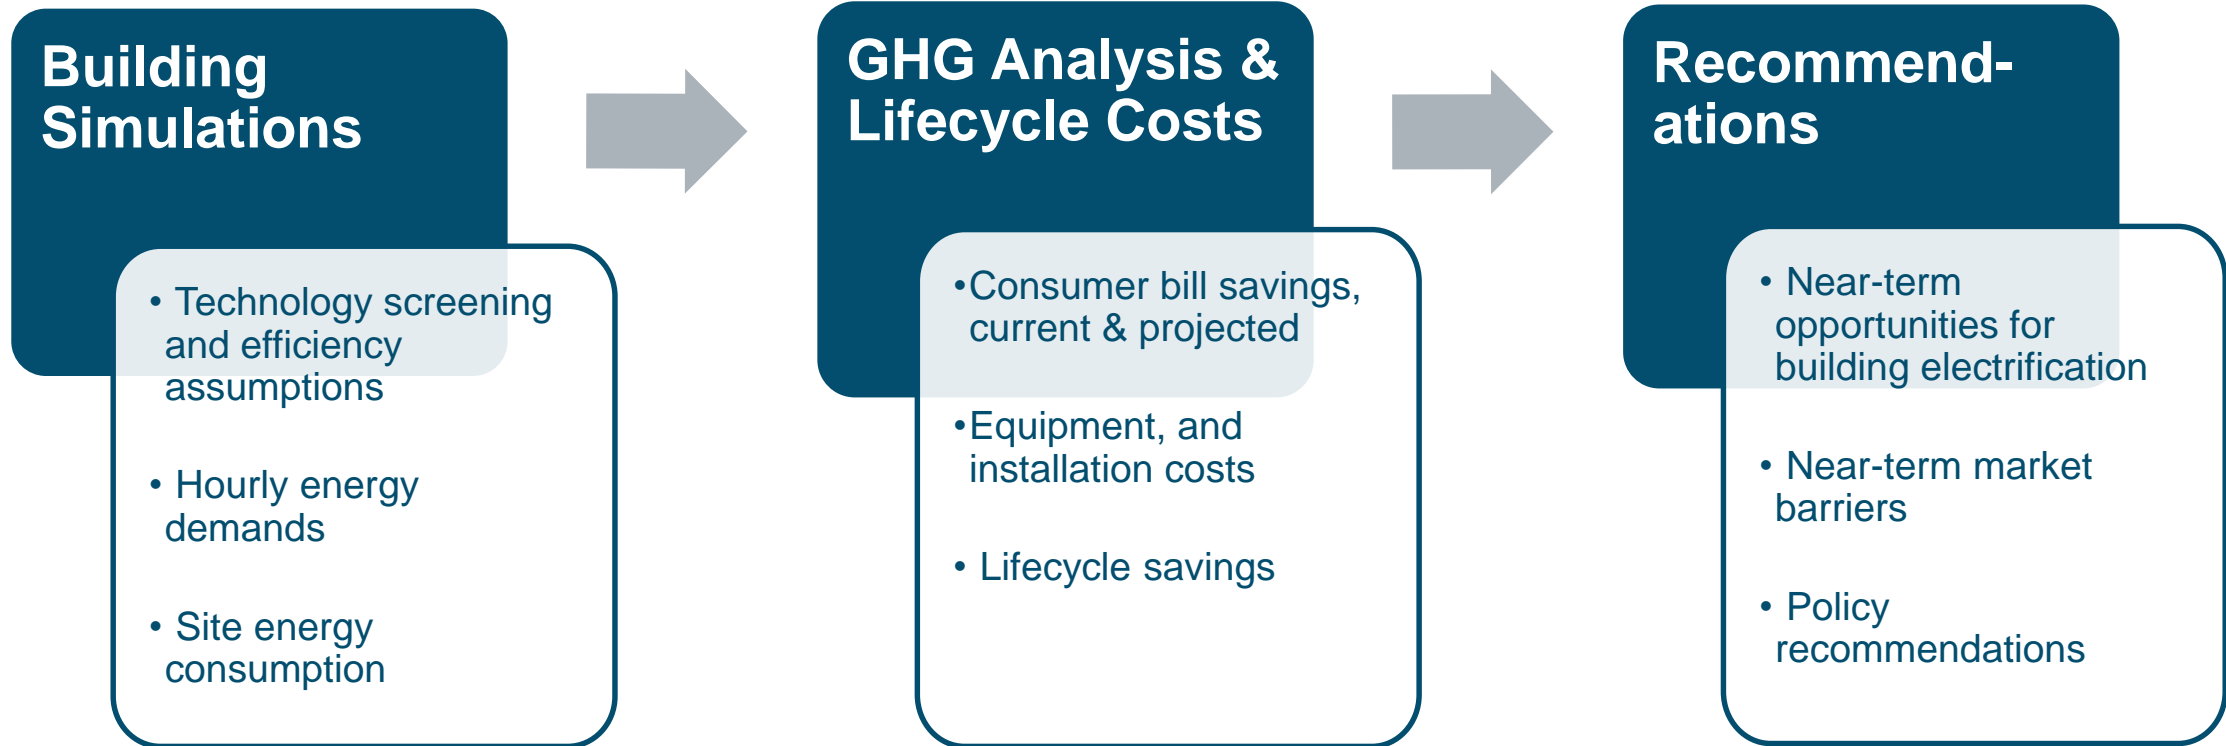 Building
Simulations
• Technology screening
and efficiency
assumptions
• Hourly energy
demands
• Site energy
consumption
GHG Analysis &
Lifecycle Costs
•Consumer bill savings,
current & projected
•Equipment, and
installation costs
• Lifecycle savings
Recommend-
ations
• Near-term
opportunities for
building electrification
• Near-term market
barriers
• Policy
recommendations